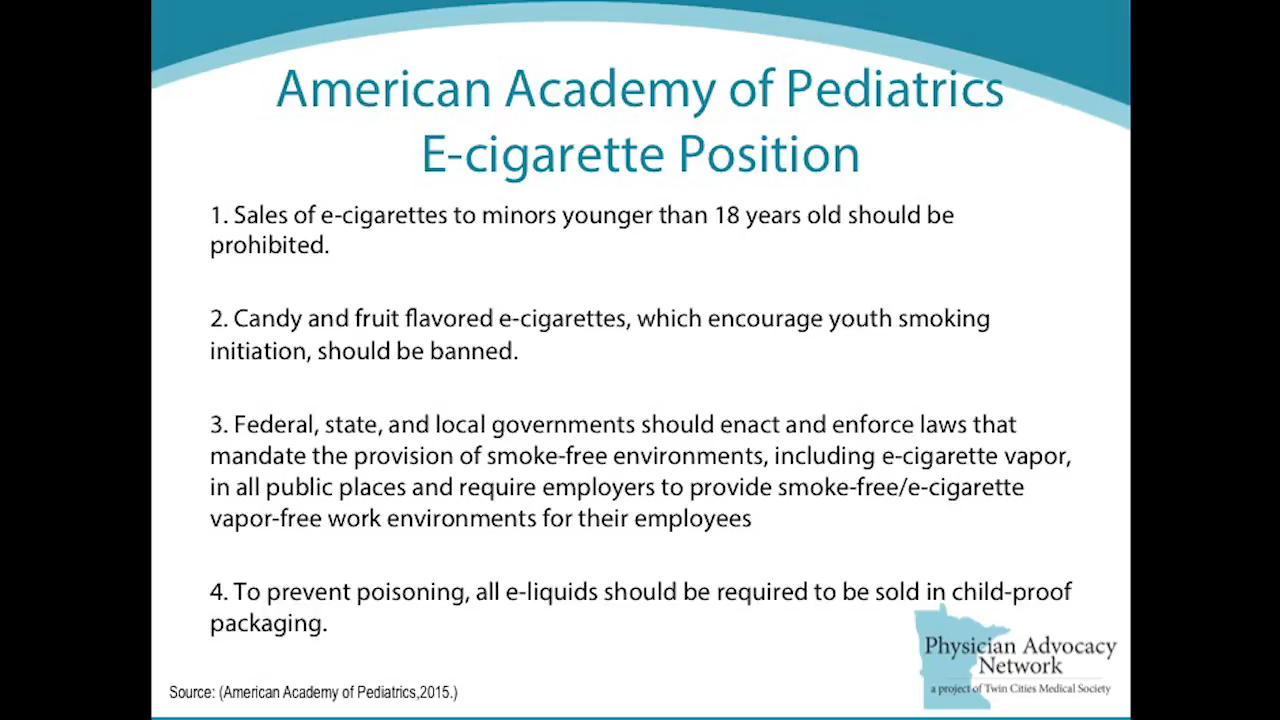 American Academy of Pediatrics
E-cigarette Position
1. Sales of e-cigarettes to minors younger than 18 years old should be
prohibited.
2. Candy and fruit flavored e-cigarettes, which encourage youth smoking
initiation, should be banned.
3. Federal, state, and local governments should enact and enforce laws that
mandate the provision of smoke-free environments, including e-cigarette vapor,
in all public places and require employers to provide smoke-free/e-cigarette
vapor-free work environments for their employees
4. To prevent poisoning, all e-liquids should be required to be sold in child-proof
packaging.
Physician Advocacy
Network
a project of Twin Cities Medical Society
Source: (American Academy of Pediatrics,2015.)